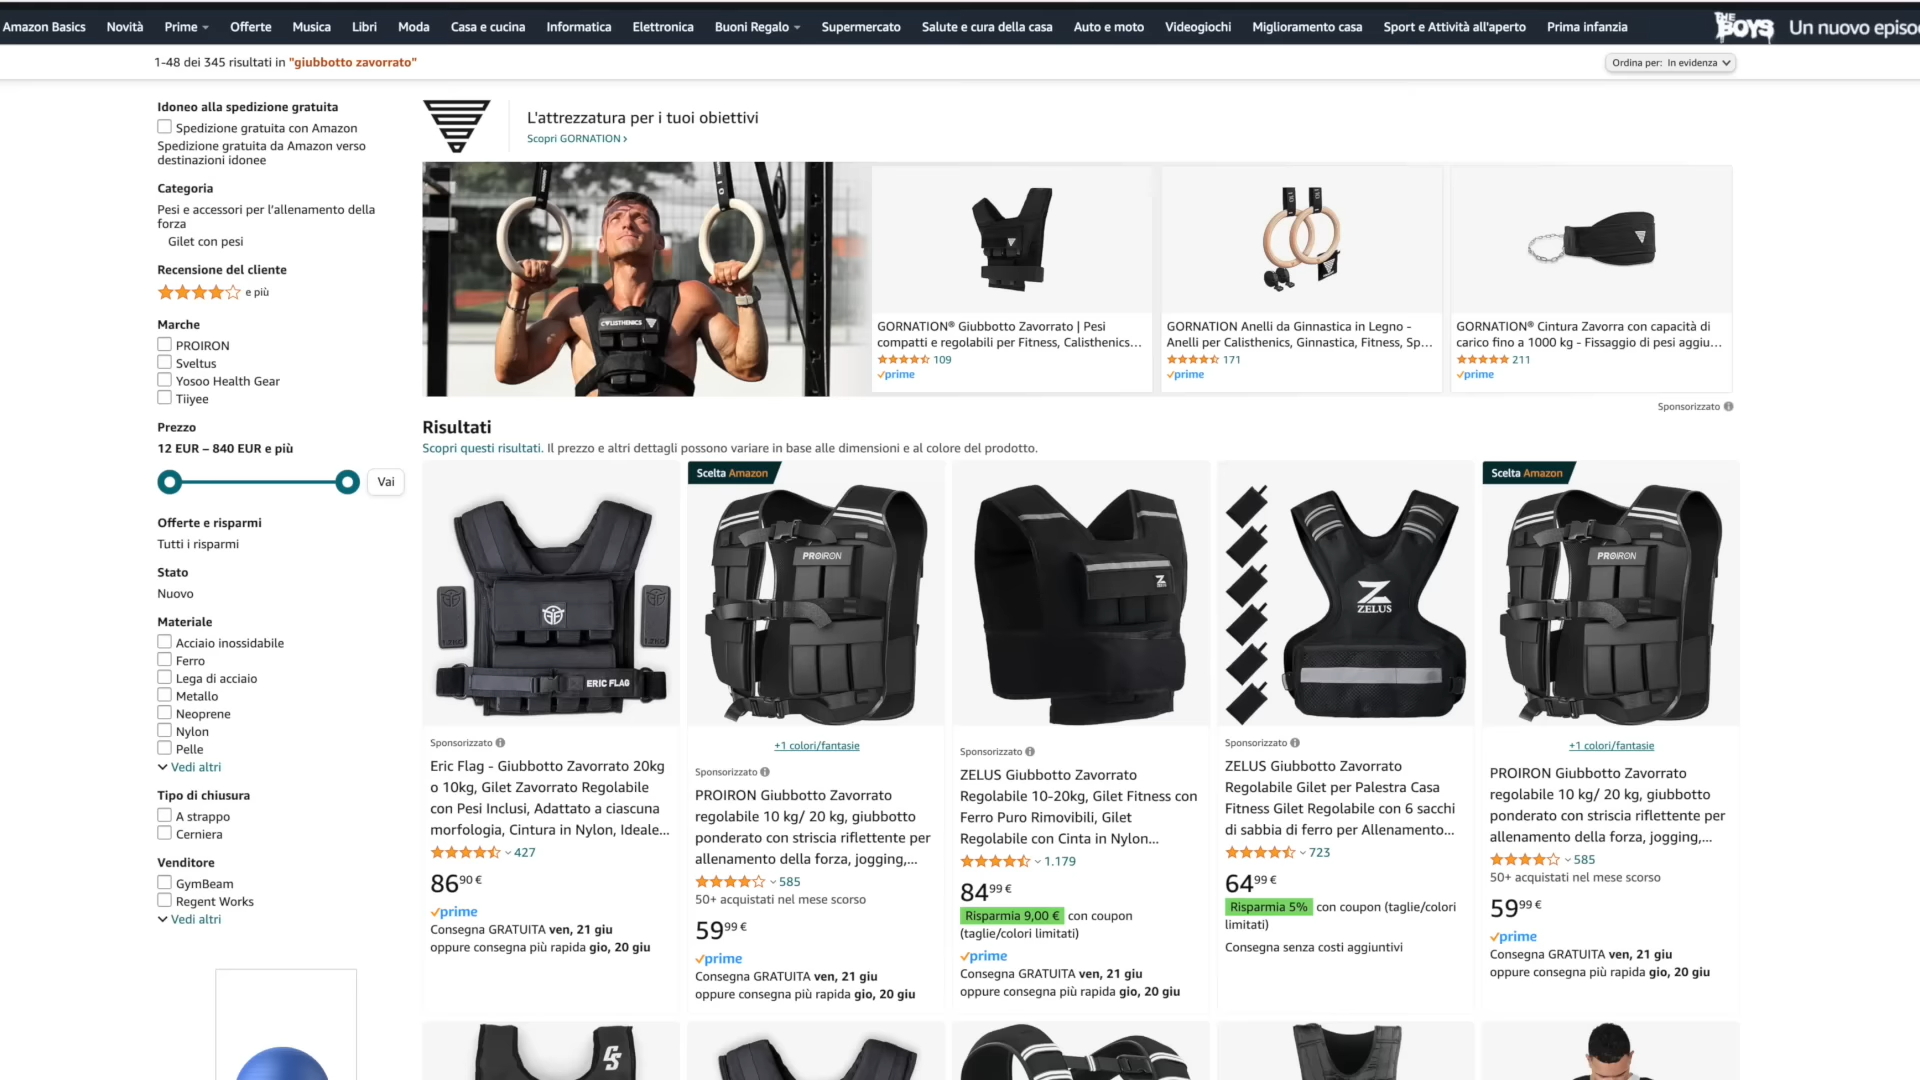 Amazon Basics Novità Prime Offerte Musica Libri Moda Casa e cucina Informatica Elettronica Buoni Regalo Supermercato Salute e cura della casa Auto e moto Videogiochi Miglioramento casa Sport e Attività all'aperto Prima infanzia THE BOYS Un nuovo episo
1-48 dei 345 risultati in "giubbotto zavorrato"
Ordina per: In evidenza
Idoneo alla spedizione gratuita
Spedizione gratuita con Amazon
Spedizione gratuita da Amazon verso
destinazioni idonee
Categoria
Pesi e accessori per l'allenamento della
forza
Gilet con pesi
Recensione del cliente
e più
Marche
PROIRON
Sveltus
Yosoo Health Gear
Tiiyee
Prezzo
12 EUR – 840 EUR e più
Vai
Offerte e risparmi
Tutti i risparmi
Stato
Nuovo
Materiale
Acciaio inossidabile
Ferro
Lega di acciaio
Metallo
Neoprene
Nylon
Pelle
Vedi altri
Tipo di chiusura
A strappo
Cerniera
Venditore
GymBeam
Regent Works
Vedi altri
L'attrezzatura per i tuoi obiettivi
Scopri GORNATION ›
CALISTHENICS
GORNATION® Giubbotto Zavorrato | Pesi
compatti e regolabili per Fitness, Calisthenics…
109
prime
GORNATION Anelli da Ginnastica in Legno -
Anelli per Calisthenics, Ginnastica, Fitness, Sp…
171
prime
GORNATION® Cintura Zavorra con capacità di
carico fino a 1000 kg - Fissaggio di pesi aggiu…
211
prime
Sponsorizzato
Risultati
Scopri questi risultati. Il prezzo e altri dettagli possono variare in base alle dimensioni e al colore del prodotto.
ERIC FLAG
Sponsorizzato
Eric Flag - Giubbotto Zavorrato 20kg
o 10kg, Gilet Zavorrato Regolabile
con Pesi Inclusi, Adattato a ciascuna
morfologia, Cintura in Nylon, Ideale…
427
86,90 €
prime
Consegna GRATUITA ven, 21 giu
oppure consegna più rapida gio, 20 giu
Scelta Amazon
PROIRON
+1 colori/fantasie
Sponsorizzato
PROIRON Giubbotto Zavorrato
regolabile 10 kg/ 20 kg, giubbotto
ponderato con striscia riflettente per
allenamento della forza, jogging,…
585
50+ acquistati nel mese scorso
59,99 €
prime
Consegna GRATUITA ven, 21 giu
oppure consegna più rapida gio, 20 giu
Z
ZELUS
Sponsorizzato
ZELUS Giubbotto Zavorrato
Regolabile 10-20kg, Gilet Fitness con
Ferro Puro Rimovibili, Gilet
Regolabile con Cinta in Nylon…
1.179
84,99 €
Risparmia 9,00 € con coupon
(taglie/colori limitati)
prime
Consegna GRATUITA ven, 21 giu
oppure consegna più rapida gio, 20 giu
Z
ZELUS
Sponsorizzato
ZELUS Giubbotto Zavorrato
Regolabile Gilet per Palestra Casa
Fitness Gilet Regolabile con 6 sacchi
di sabbia di ferro per Allenamento…
723
64,99 €
Risparmia 5% con coupon (taglie/colori
limitati)
Consegna senza costi aggiuntivi
Scelta Amazon
PROIRON
+1 colori/fantasie
PROIRON Giubbotto Zavorrato
regolabile 10 kg/ 20 kg, giubbotto
ponderato con striscia riflettente per
allenamento della forza, jogging,…
585
50+ acquistati nel mese scorso
59,99 €
prime
Consegna GRATUITA ven, 21 giu
oppure consegna più rapida gio, 20 giu